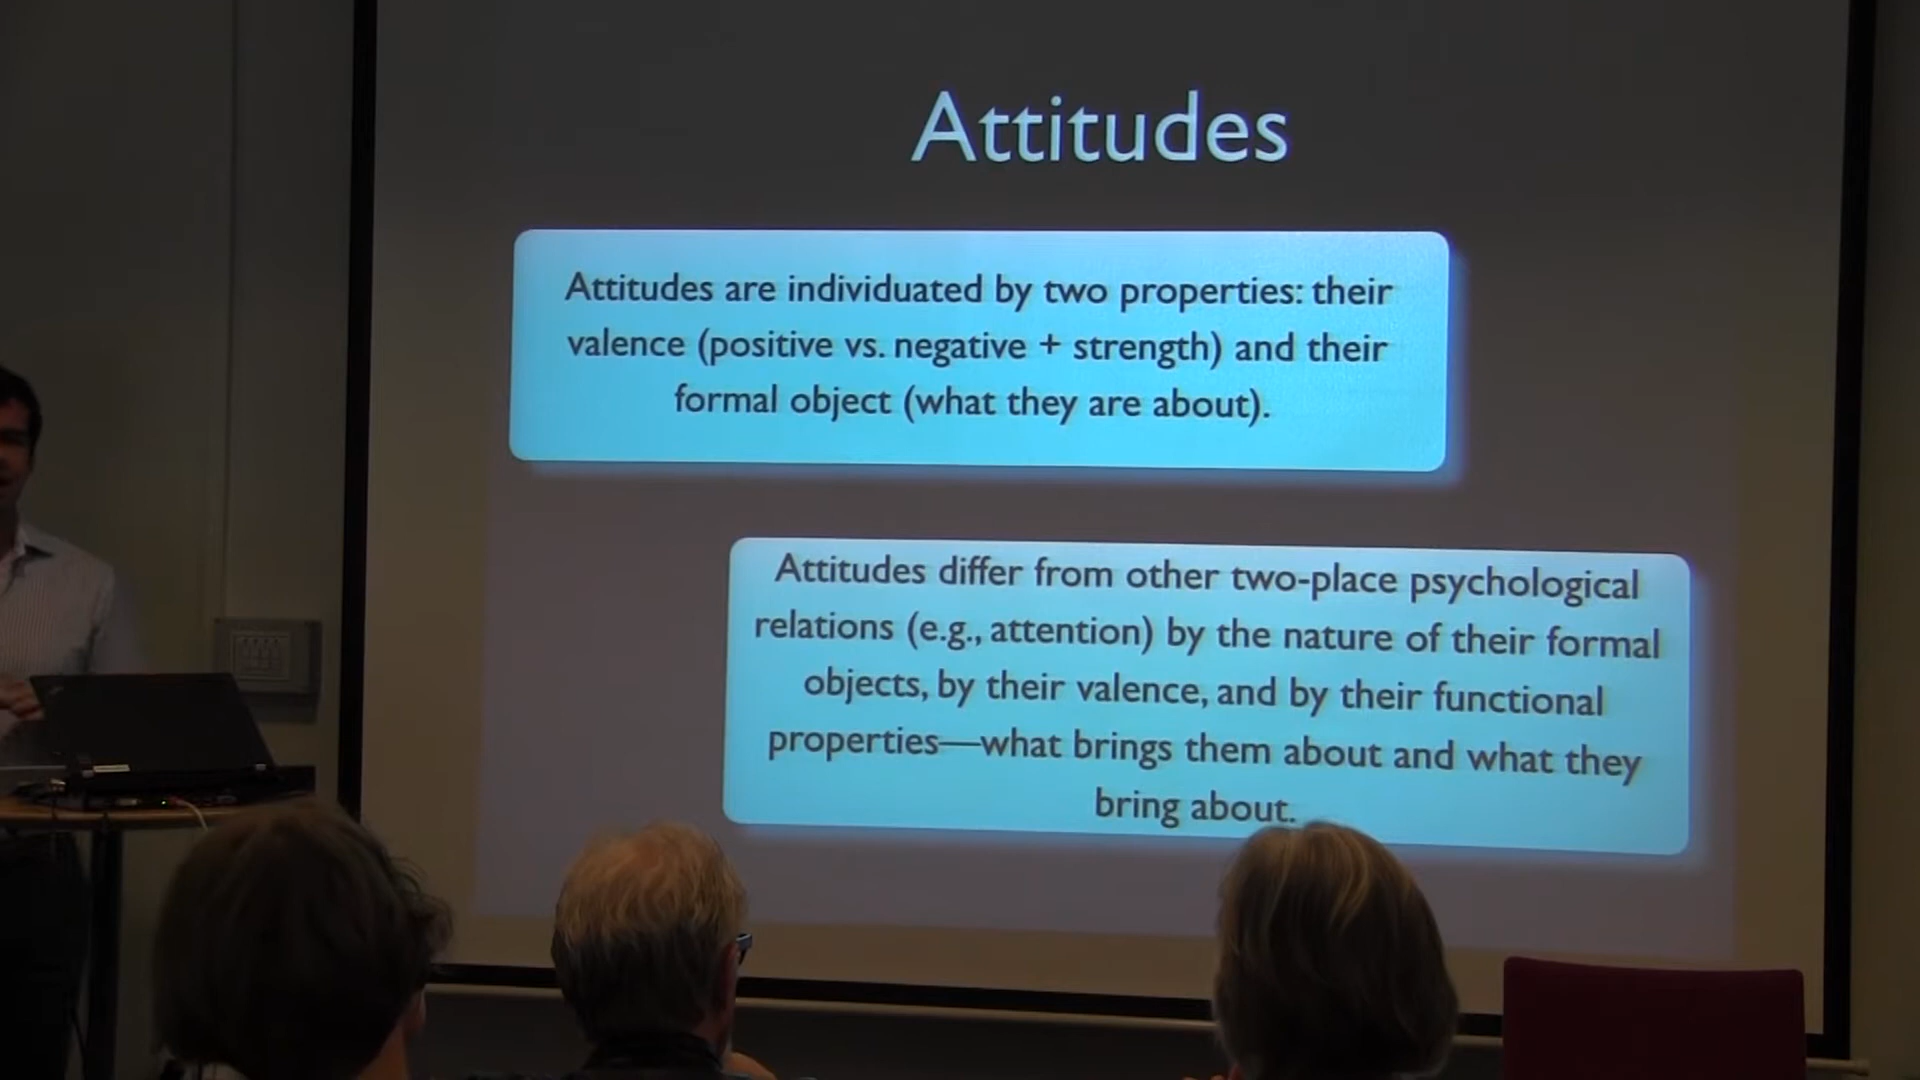 Attitudes
Attitudes are individuated by two properties: their
valence (positive vs. negative + strength) and their
formal object (what they are about).
Attitudes differ from other two-place psychological
relations (e.g., attention) by the nature of their formal
objects, by their valence, and by their functional
properties—what brings them about and what they
bring about.